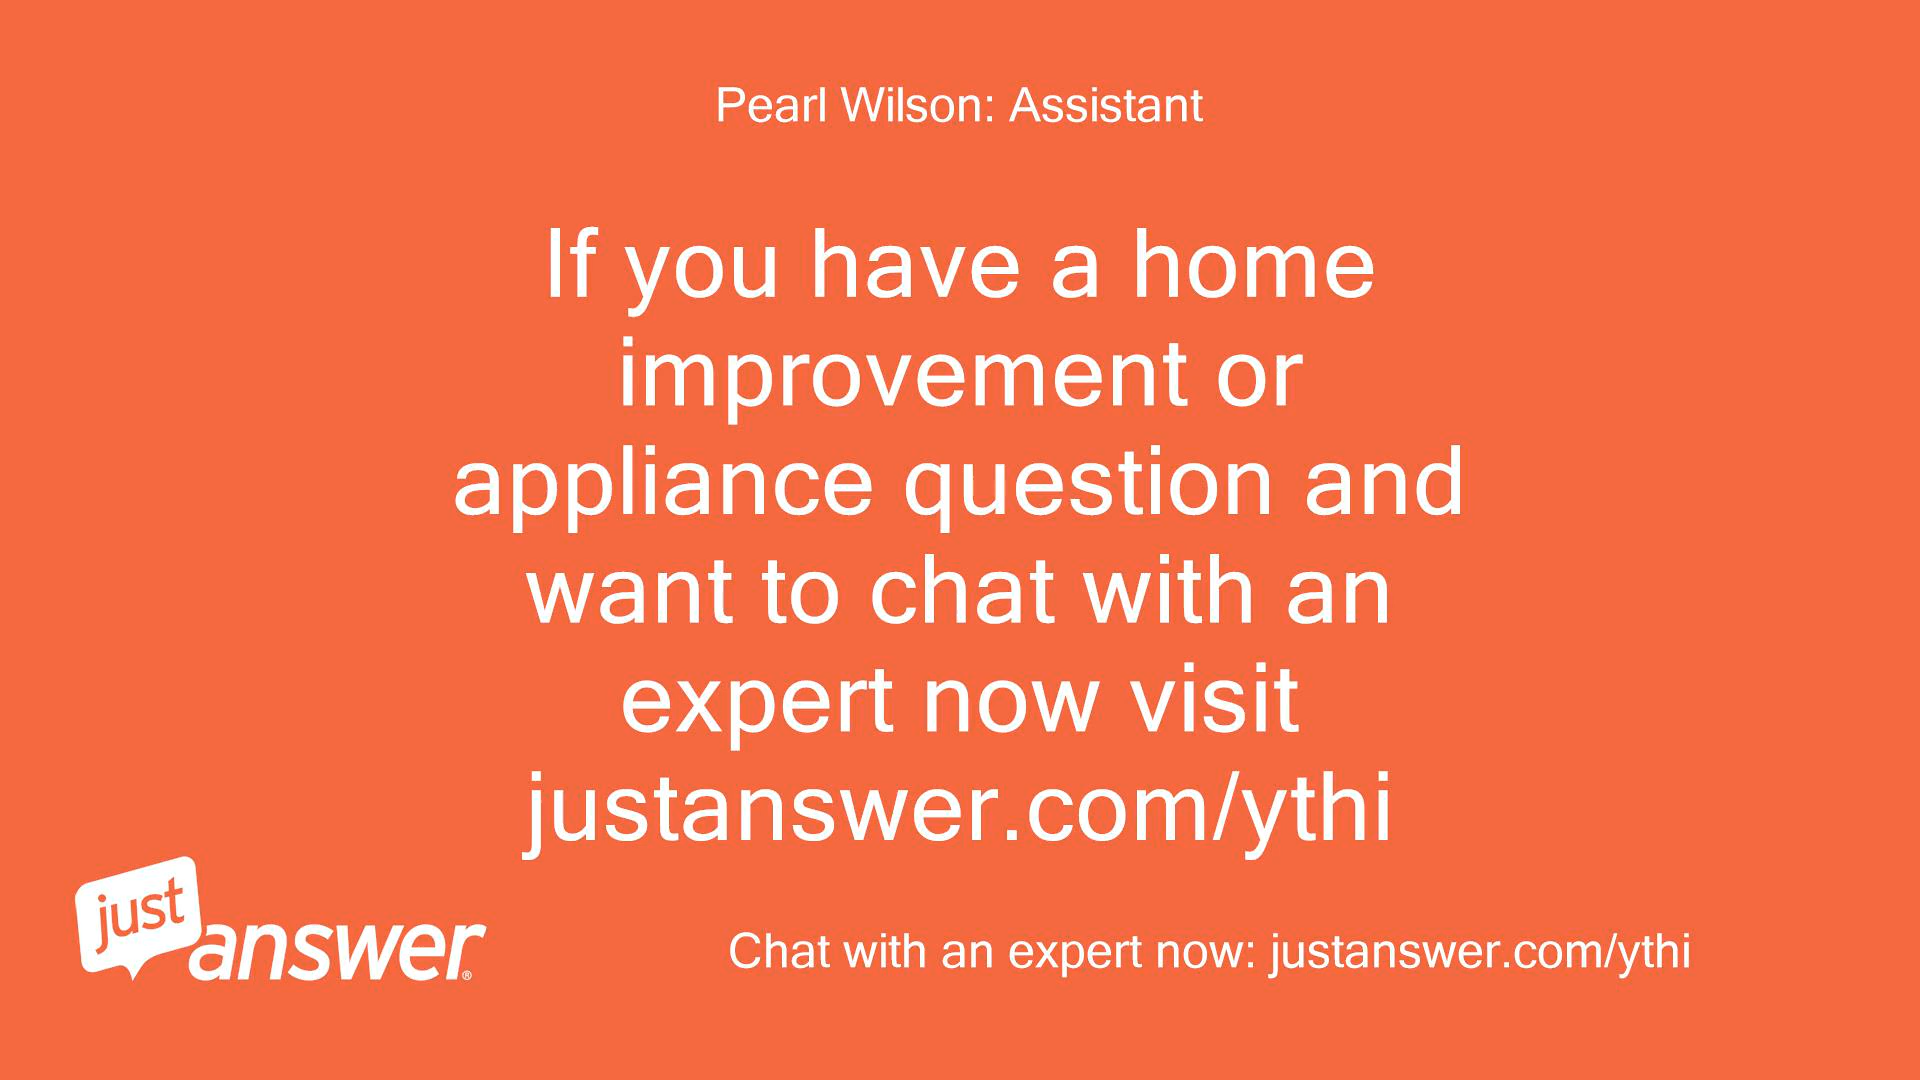 Pearl Wilson: Assistant
If you have a home
improvement or
appliance question and
want to chat with an
expert now visit
justanswer.com/ythi
just
answer®
Chat with an expert now: justanswer.com/ythi